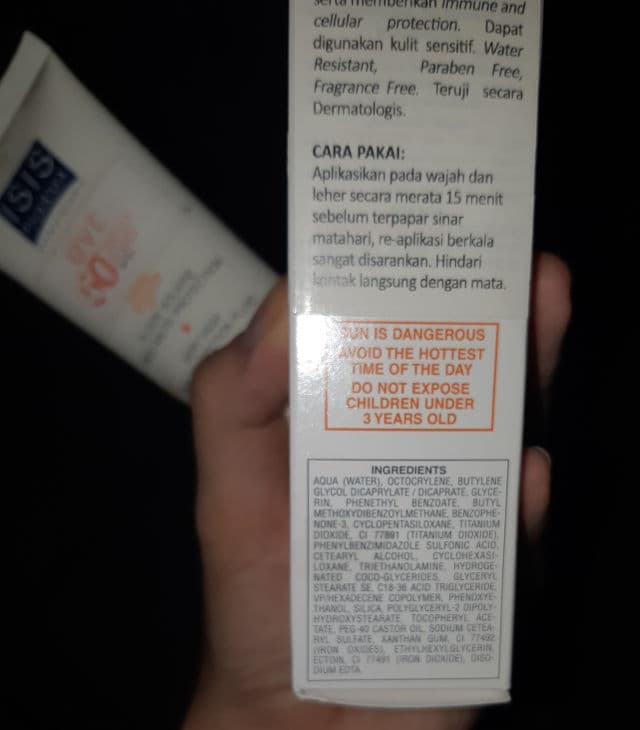 serta memberikan immune and
cellular protection. Dapat
digunakan kulit sensitif. Water
Resistant, Paraben Free,
Fragrance Free. Teruji secara
Dermatologis.
CARA PAKAI:
Aplikasikan pada wajah dan
leher secara merata 15 menit
sebelum terpapar sinar
matahari, re-aplikasi berkala
sangat disarankan. Hindari
kontak langsung dengan mata.
SUN IS DANGEROUS
AVOID THE HOTTEST
TIME OF THE DAY
DO NOT EXPOSE
CHILDREN UNDER
3 YEARS OLD
INGREDIENTS
AQUA (WATER), OCTOCRYLENE, BUTYLENE
GLYCOL DICAPRYLATE / DICAPRATE, GLYCE-
RIN, PHENETHYL BENZOATE, BUTYL
METHOXYDIBENZOYLMETHANE, BENZOPHE-
NONE-3, CYCLOPENTASILOXANE, TITANIUM
DIOXIDE, CI 77891 (TITANIUM DIOXIDE),
PHENYLBENZIMIDAZOLE SULFONIC ACID,
CETEARYL ALCOHOL, CYCLOHEXASI-
LOXANE, TRIETHANOLAMINE, HYDROGE-
NATED COCO-GLYCERIDES, GLYCERYL
STEARATE SE, C18-36 ACID TRIGLYCERIDE,
VP/HEXADECENE COPOLYMER, PHENOXYE-
THANOL, SILICA, POLYGLYCERYL-2 DIPOLY-
HYDROXYSTEARATE, TOCOPHERYL ACE-
TATE, PEG-40 CASTOR OIL, SODIUM CETEA-
RYL SULFATE, XANTHAN GUM, CI 77492
(IRON OXIDES), ETHYLHEXYLGLYCERIN,
ECTOIN, CI 77491 (IRON DIOXIDE), DISO-
DIUM EDTA
ISIS